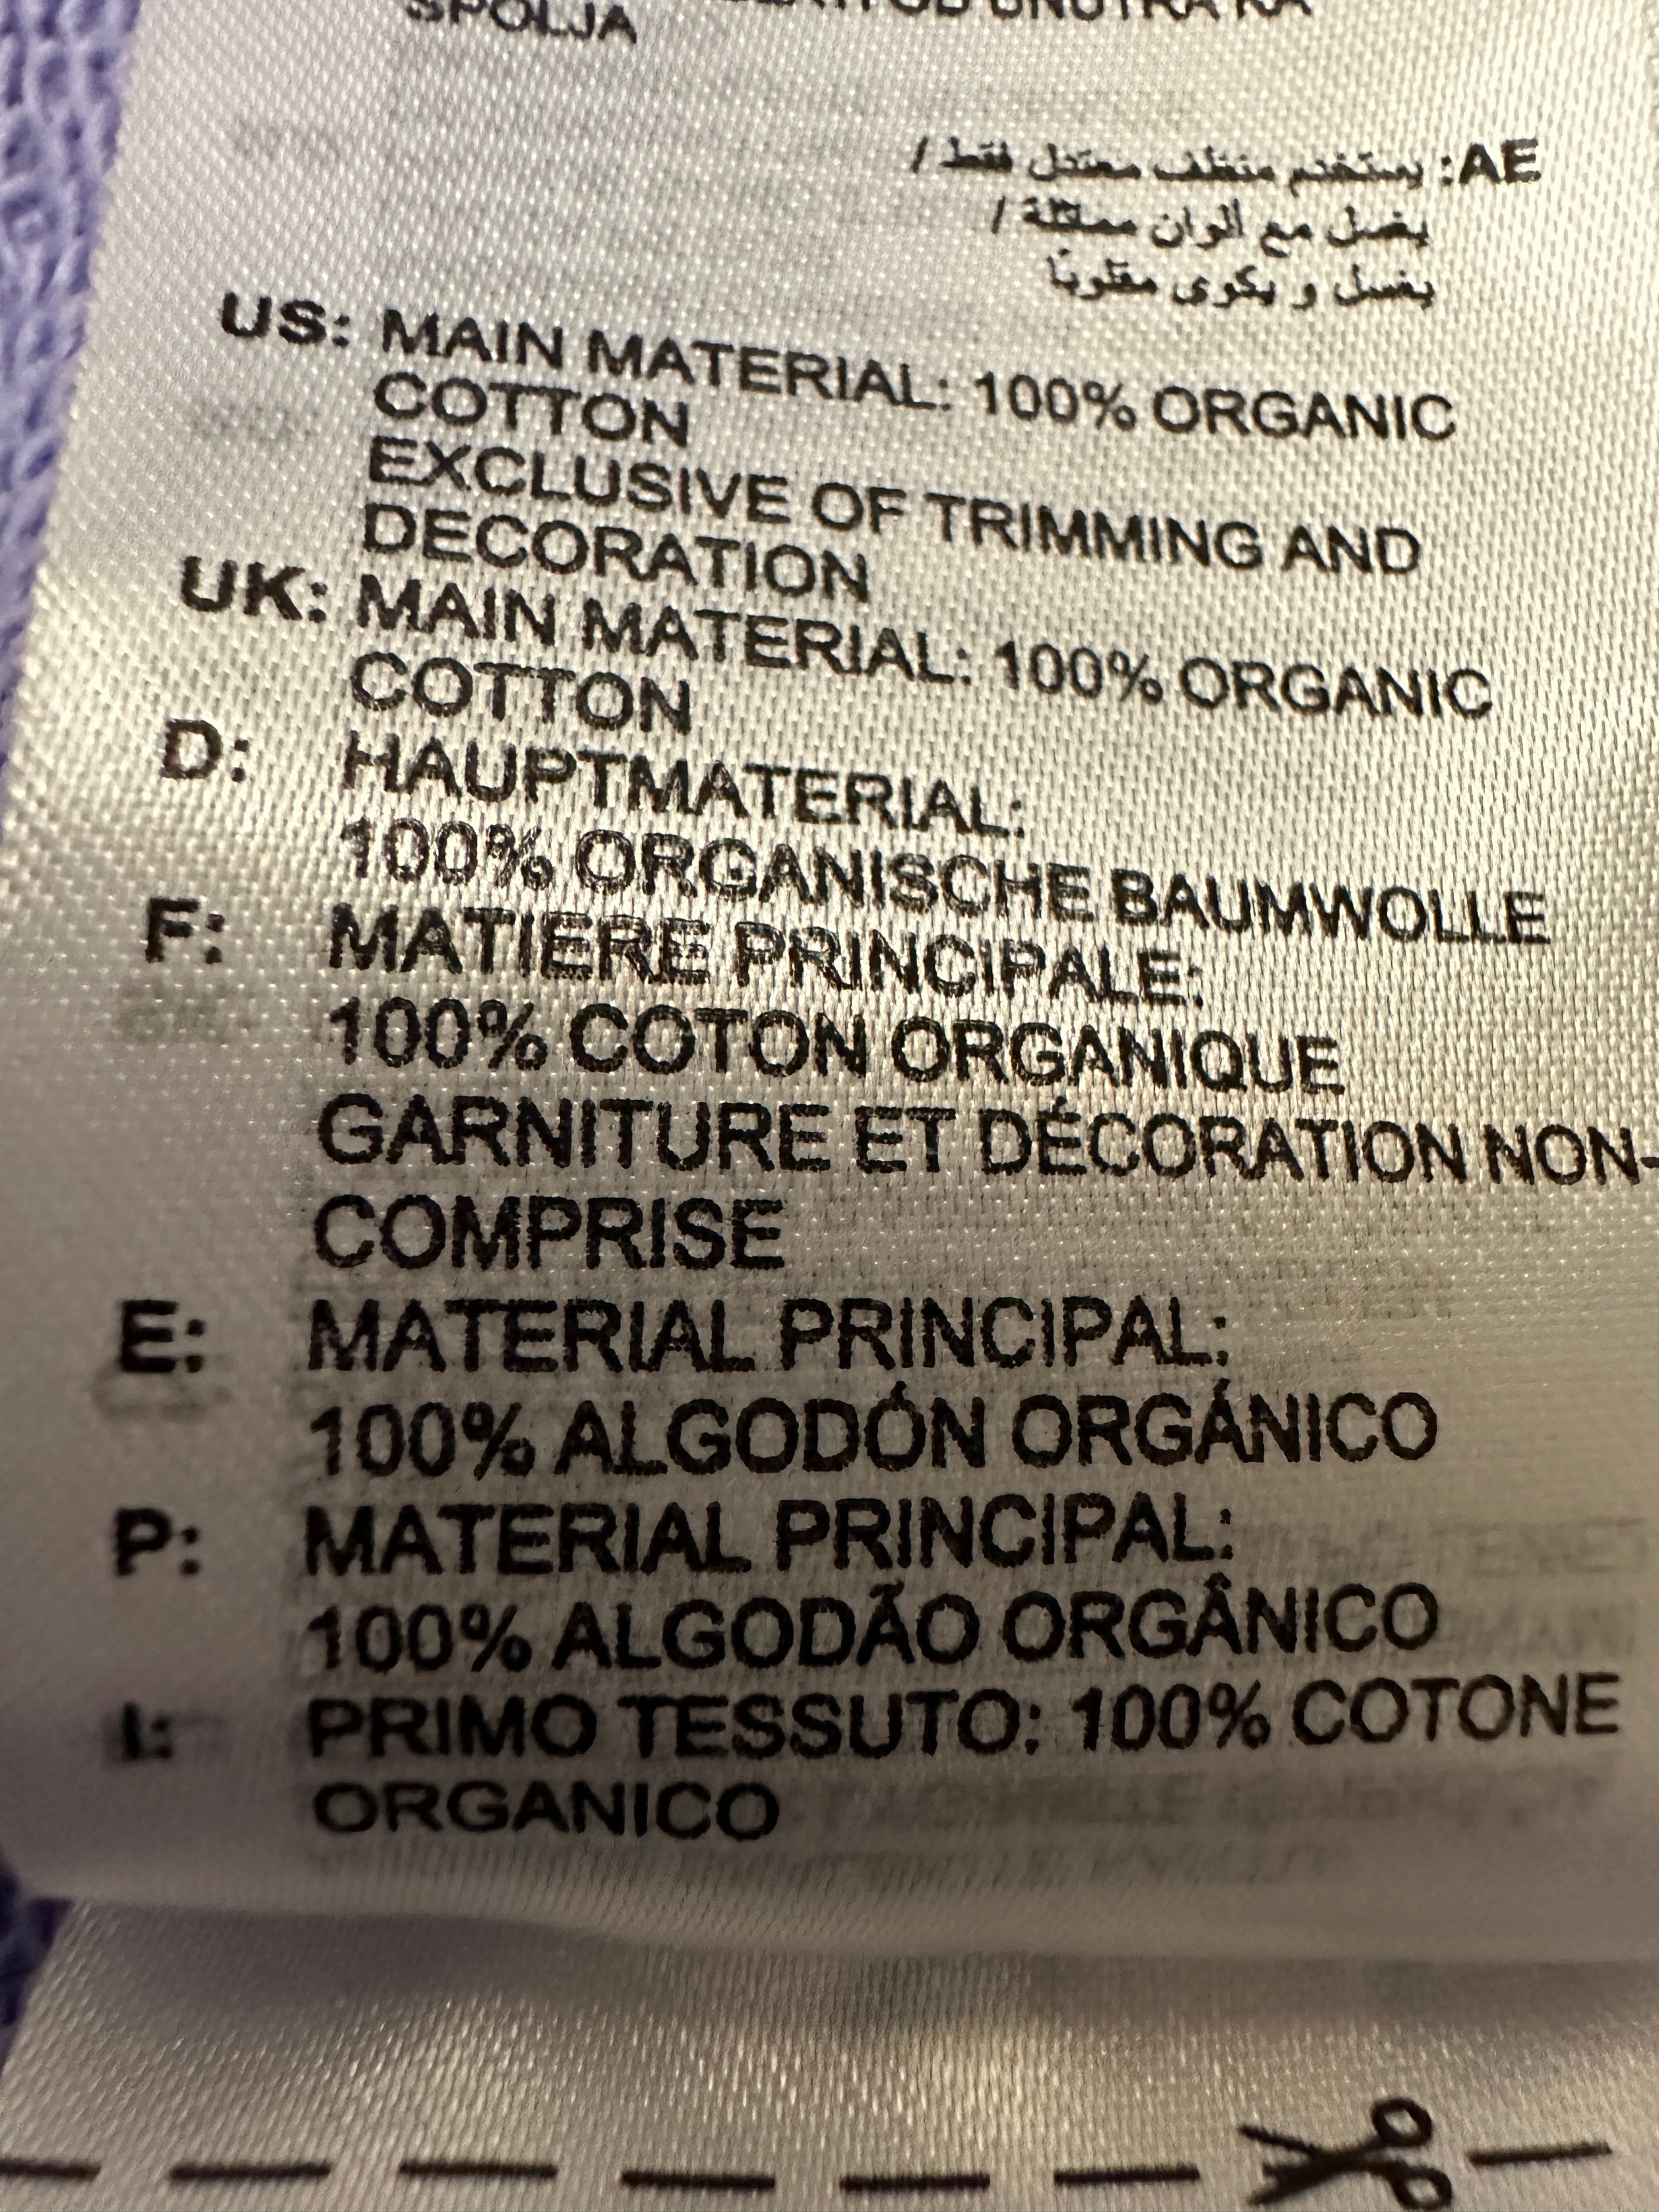 SPOLJA
AE: يستخدم منظف معتدل فقط /
يغسل مع ألوان مماثلة /
يغسل و يكوى مقلوبًا
US: MAIN MATERIAL: 100% ORGANIC
COTTON
EXCLUSIVE OF TRIMMING AND
DECORATION
UK: MAIN MATERIAL: 100% ORGANIC
COTTON
D: HAUPTMATERIAL:
100% ORGANISCHE BAUMWOLLE
F: MATIERE PRINCIPALE:
100% COTON ORGANIQUE
GARNITURE ET DÉCORATION NON-
COMPRISE
E: MATERIAL PRINCIPAL:
100% ALGODÓN ORGÁNICO
P: MATERIAL PRINCIPAL:
100% ALGODÃO ORGÂNICO
I: PRIMO TESSUTO: 100% COTONE
ORGANICO